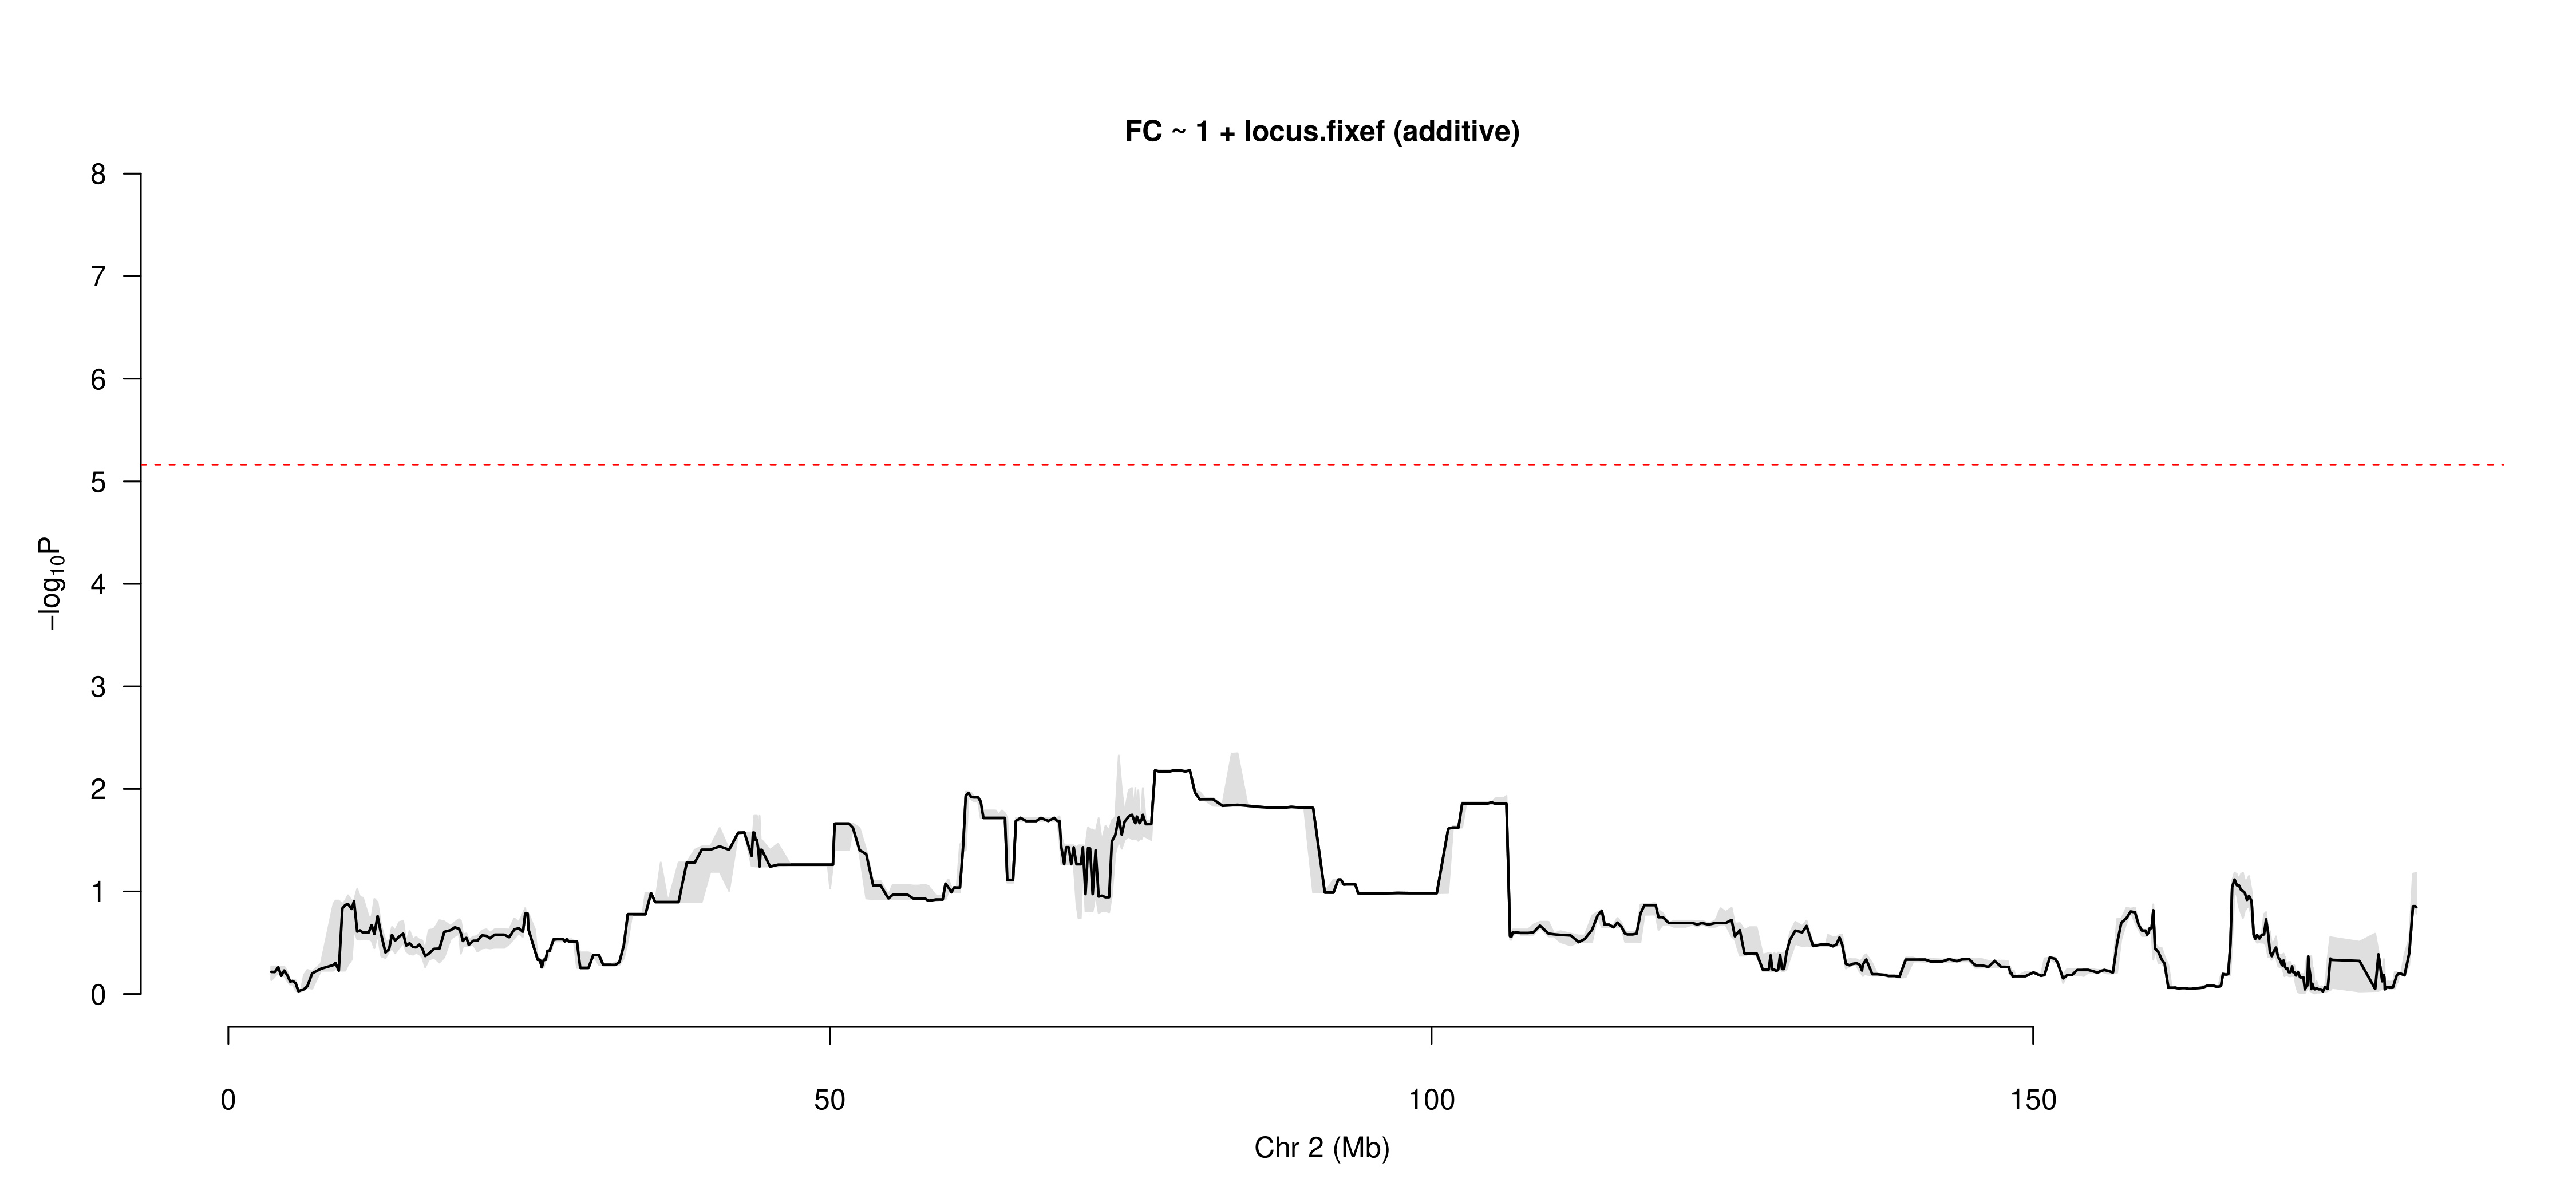 FC ~ 1 + locus.fixef (additive)
8
7
6
5
4
3
2
1
0
−log₁₀P
0 50 100 150
Chr 2 (Mb)